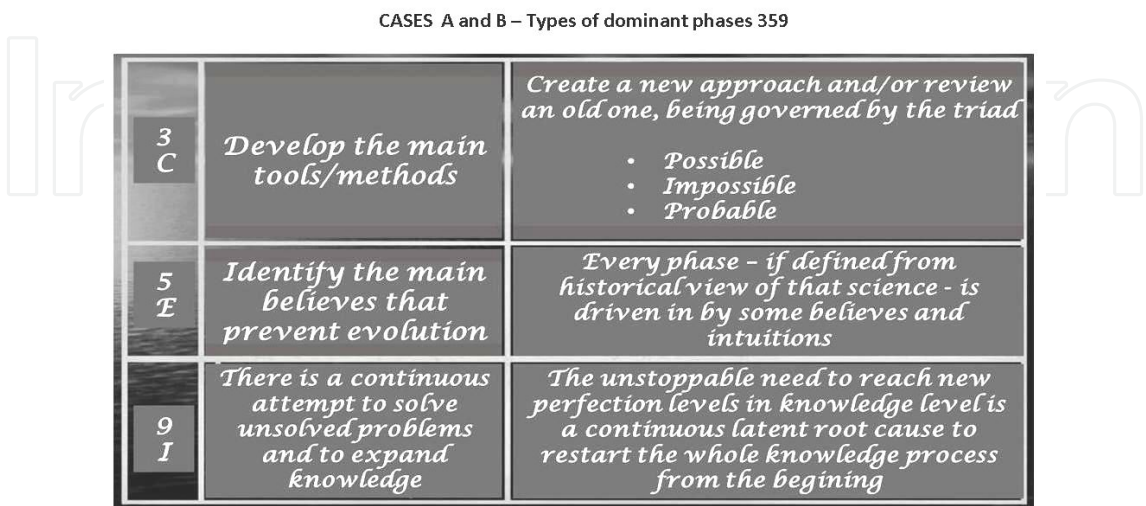 CASES A and B – Types of dominant phases 359
3
C
Develop the main
tools/methods
Create a new approach and/or review
an old one, being governed by the triad
• Possible
• Impossible
• Probable
5
E
Identify the main
believes that
prevent evolution
Every phase – if defined from
historical view of that science - is
driven in by some believes and
intuitions
9
I
There is a continuous
attempt to solve
unsolved problems
and to expand
knowledge
The unstoppable need to reach new
perfection levels in knowledge level is
a continuous latent root cause to
restart the whole knowledge process
from the begining